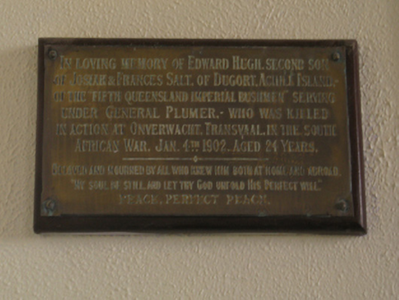 IN LOVING MEMORY OF EDWARD HUGH, SECOND SON
OF JOSIAH & FRANCES SALT, OF DUGORT, ACHILL ISLAND,
OF THE "FIFTH QUEENSLAND IMPERIAL BUSHMEN" SERVING
UNDER GENERAL PLUMER,- WHO WAS KILLED
IN ACTION AT ONVERWACHT, TRANSVAAL, IN THE SOUTH
AFRICAN WAR, JAN. 4TH 1902. AGED 24 YEARS.
AND MOURNED BY ALL WHO KNEW HIM BOTH AT HOME AND ABROAD.
"MY SOUL BE STILL, AND LET THY GOD UNFOLD HIS PERFECT WILL."
PEACE, PERFECT PEACE.